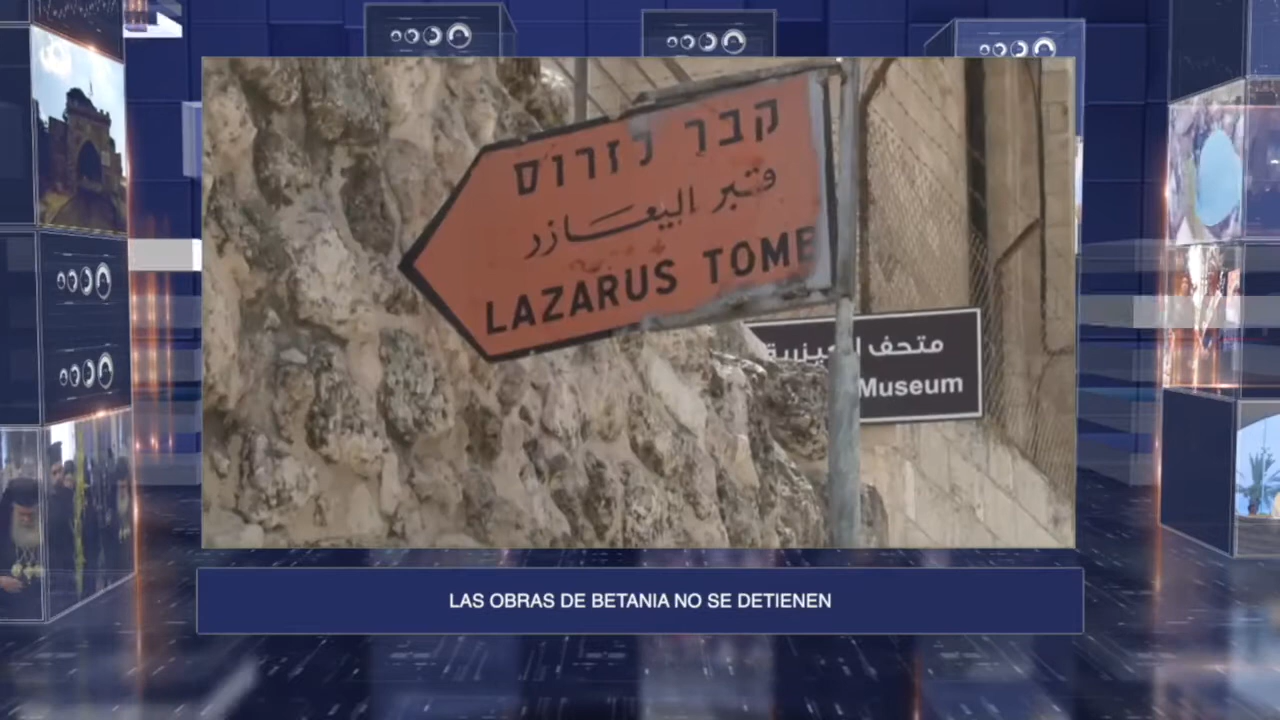 קבר לזרוס
قبر اليعازر
LAZARUS TOMB
متحف
Museum
LAS OBRAS DE BETANIA NO SE DETIENEN